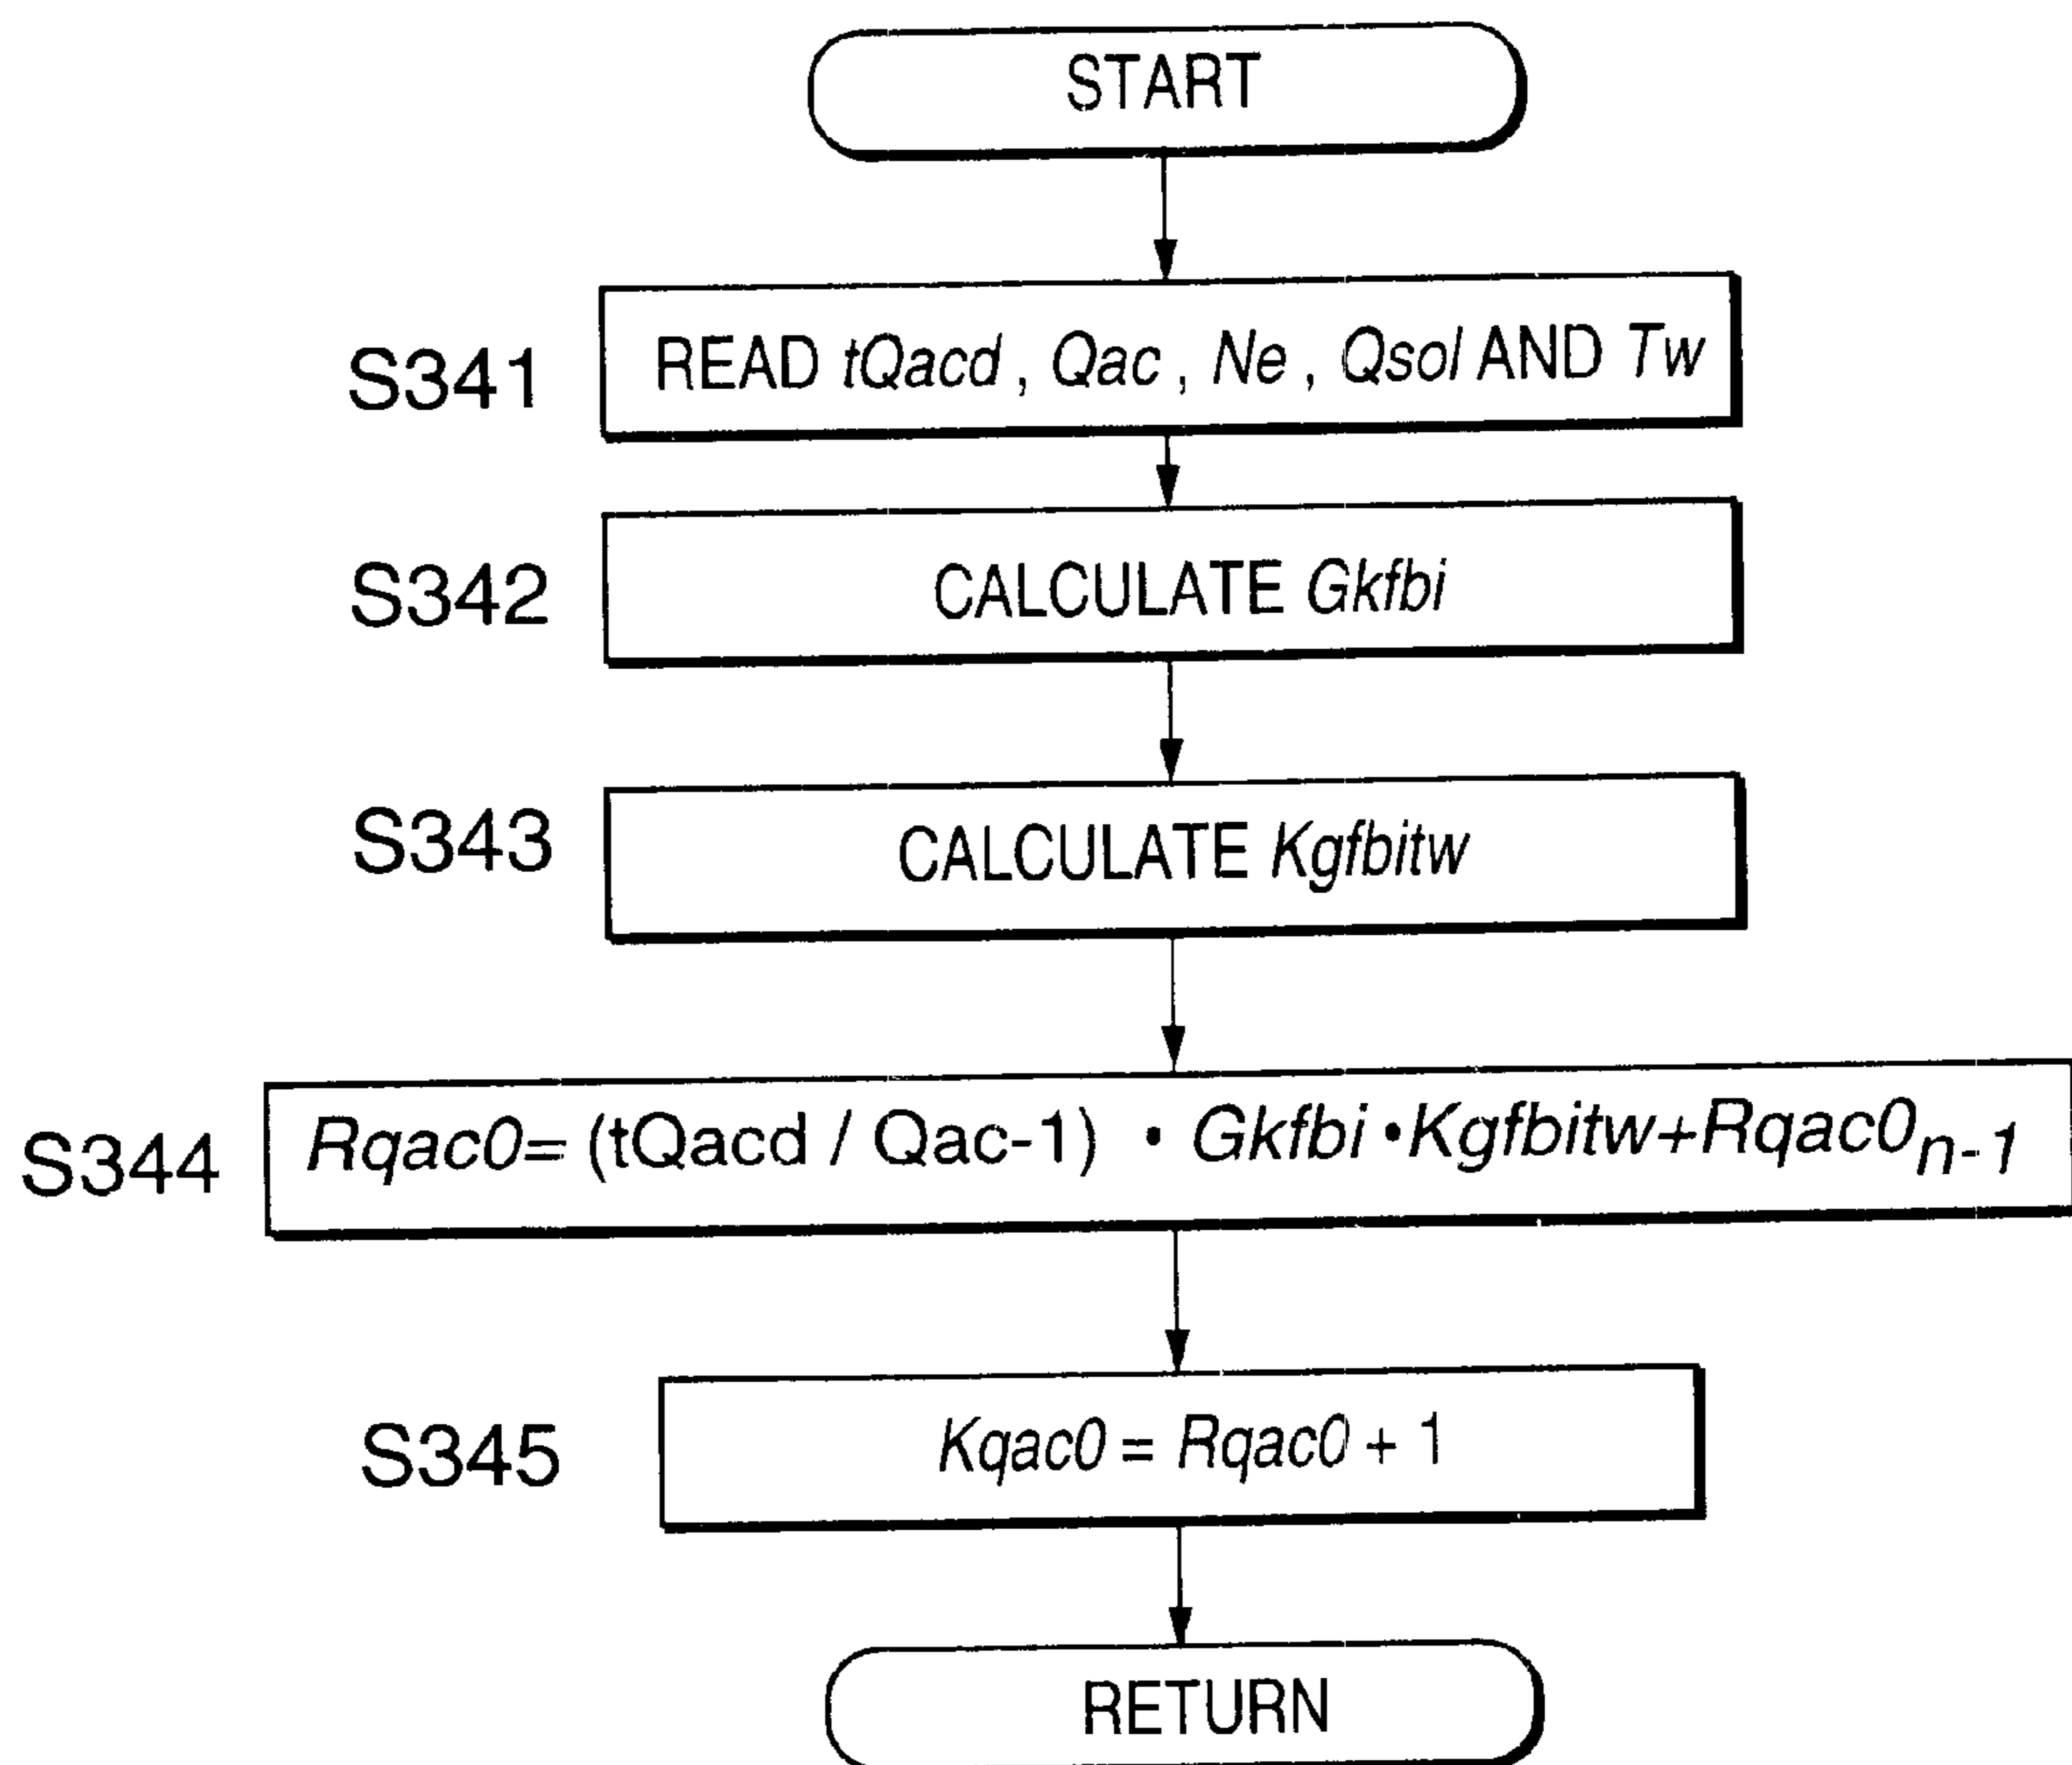 START
S341 READ tQacd , Qac , Ne , Qsol AND Tw
S342 CALCULATE Gkfbi
S343 CALCULATE Kgfbitw
S344 Rqac0= (tQacd / Qac-1) • Gkfbi •Kgfbitw+Rqac0n-1
S345 Kqac0 = Rqac0 + 1
RETURN